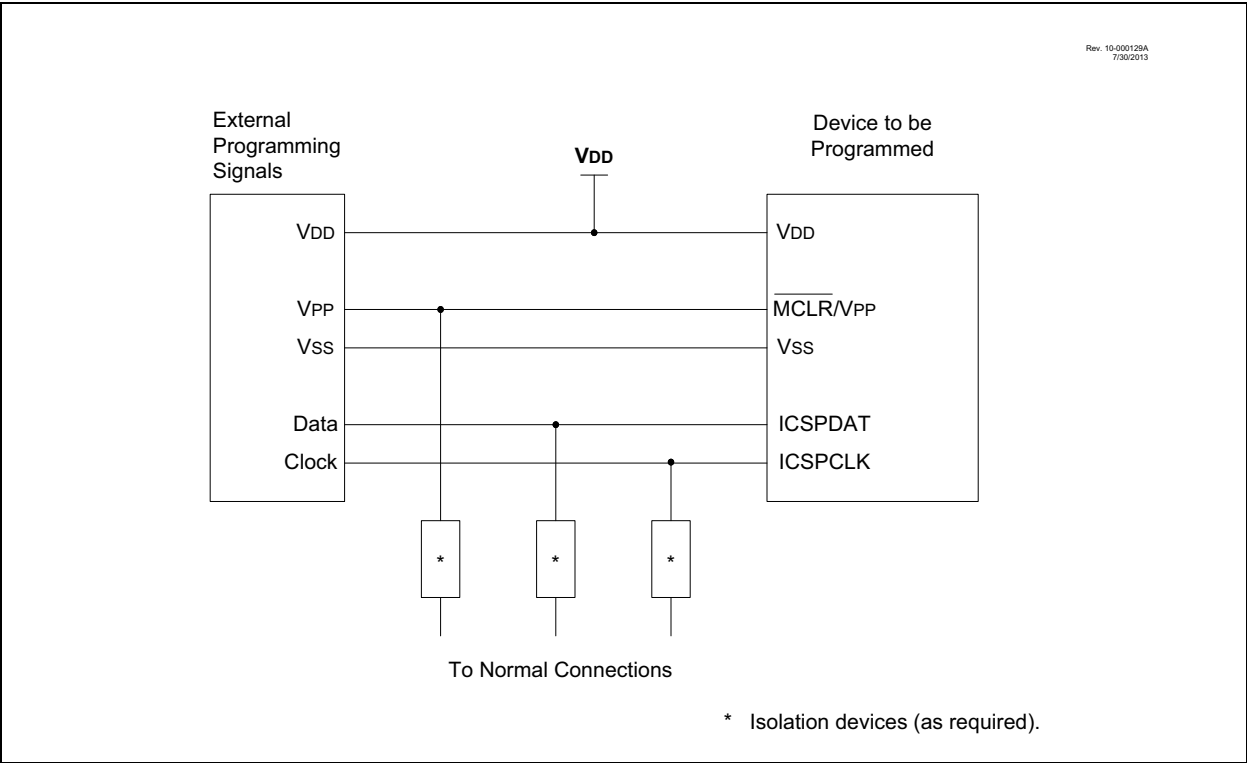 Rev. 10-000129A
7/30/2013
External
Programming
Signals
VDD
Device to be
Programmed
VDD
VPP
VSS
Data
Clock
VDD
MCLR/VPP
VSS
ICSPDAT
ICSPCLK
*
*
*
To Normal Connections
* Isolation devices (as required).